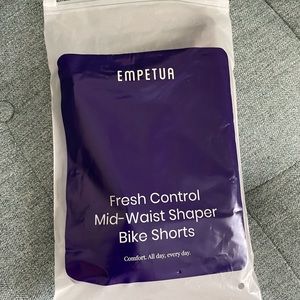 EMPETUA
Fresh Control
Mid-Waist Shaper
Bike Shorts
Comfort. All day, every day.